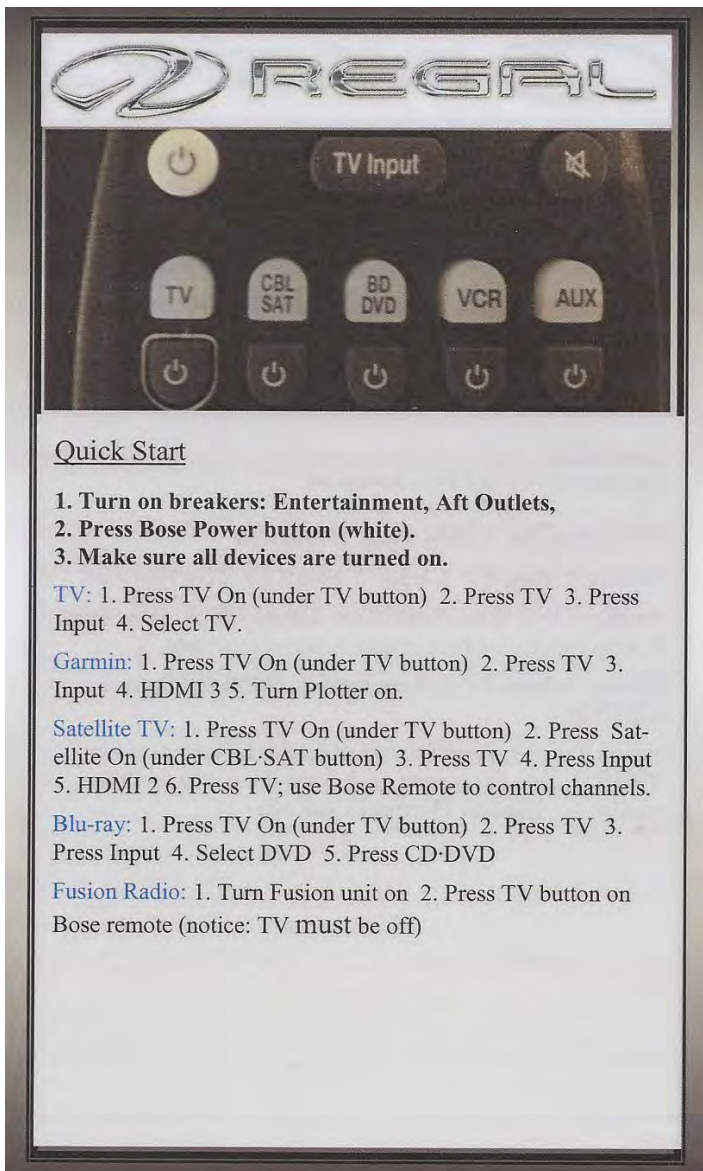 REGAL
TV Input
TV
CBL
SAT
BD
DVD
VCR
AUX
Quick Start
1. Turn on breakers: Entertainment, Aft Outlets,
2. Press Bose Power button (white).
3. Make sure all devices are turned on.
TV: 1. Press TV On (under TV button) 2. Press TV 3. Press
Input 4. Select TV.
Garmin: 1. Press TV On (under TV button) 2. Press TV 3.
Input 4. HDMI 3 5. Turn Plotter on.
Satellite TV: 1. Press TV On (under TV button) 2. Press Sat-
ellite On (under CBL·SAT button) 3. Press TV 4. Press Input
5. HDMI 2 6. Press TV; use Bose Remote to control channels.
Blu-ray: 1. Press TV On (under TV button) 2. Press TV 3.
Press Input 4. Select DVD 5. Press CD·DVD
Fusion Radio: 1. Turn Fusion unit on 2. Press TV button on
Bose remote (notice: TV must be off)